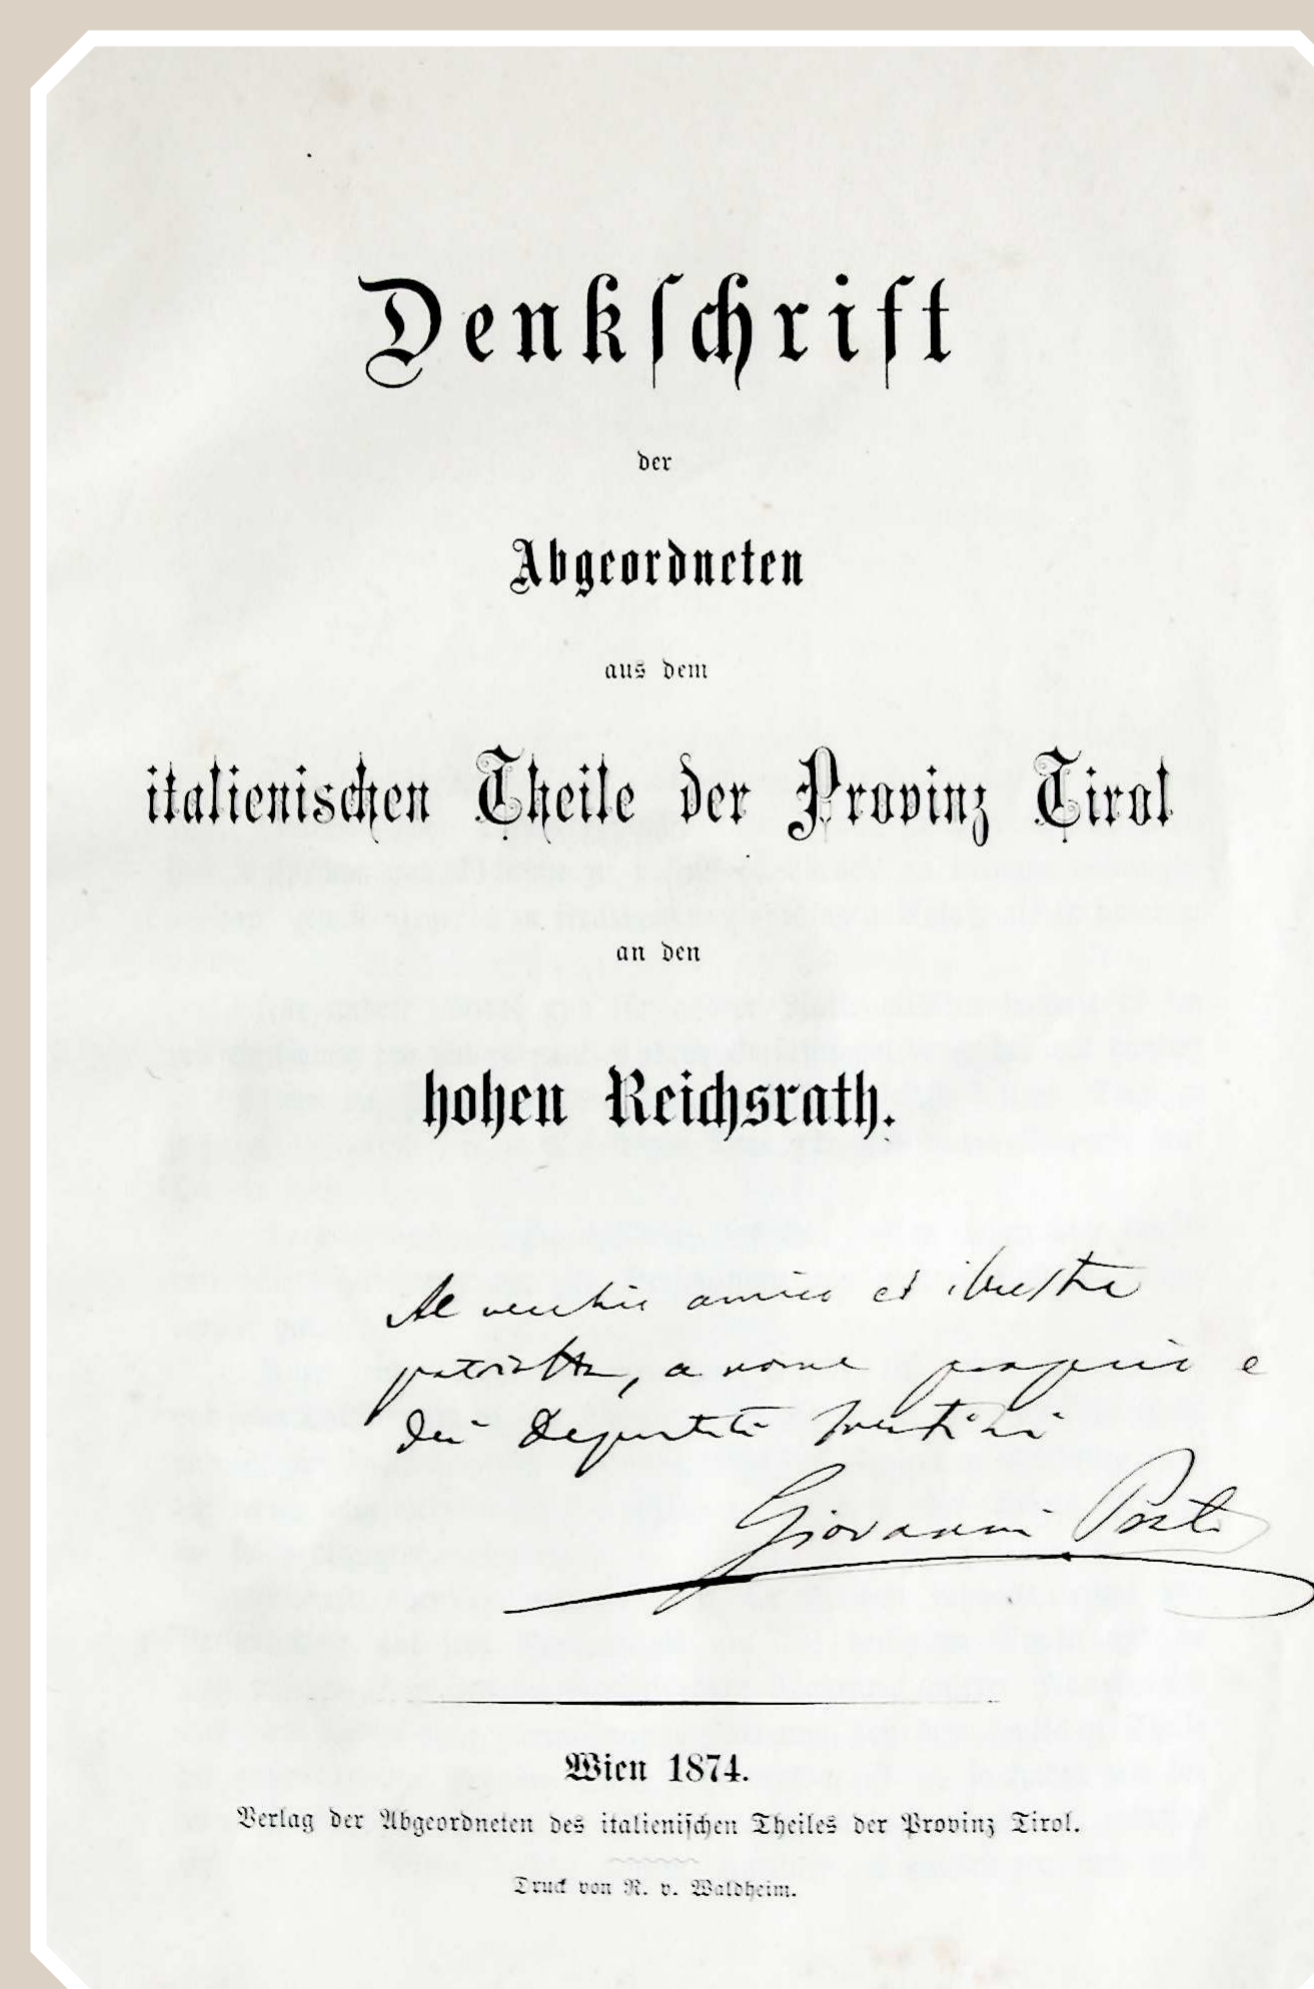 Denkſchrift
der
Abgeordneten
aus dem
italienischen Theile der Provinz Tirol
an den
hohen Reichsrath.
Al vecchio amico ed illustre
patriotta, a nome proprio e
dei Deputati trentini
Giovanni Prati
Wien 1874.
Verlag der Abgeordneten des italieniſchen Theiles der Provinz Tirol.
Druck von R. v. Waldheim.